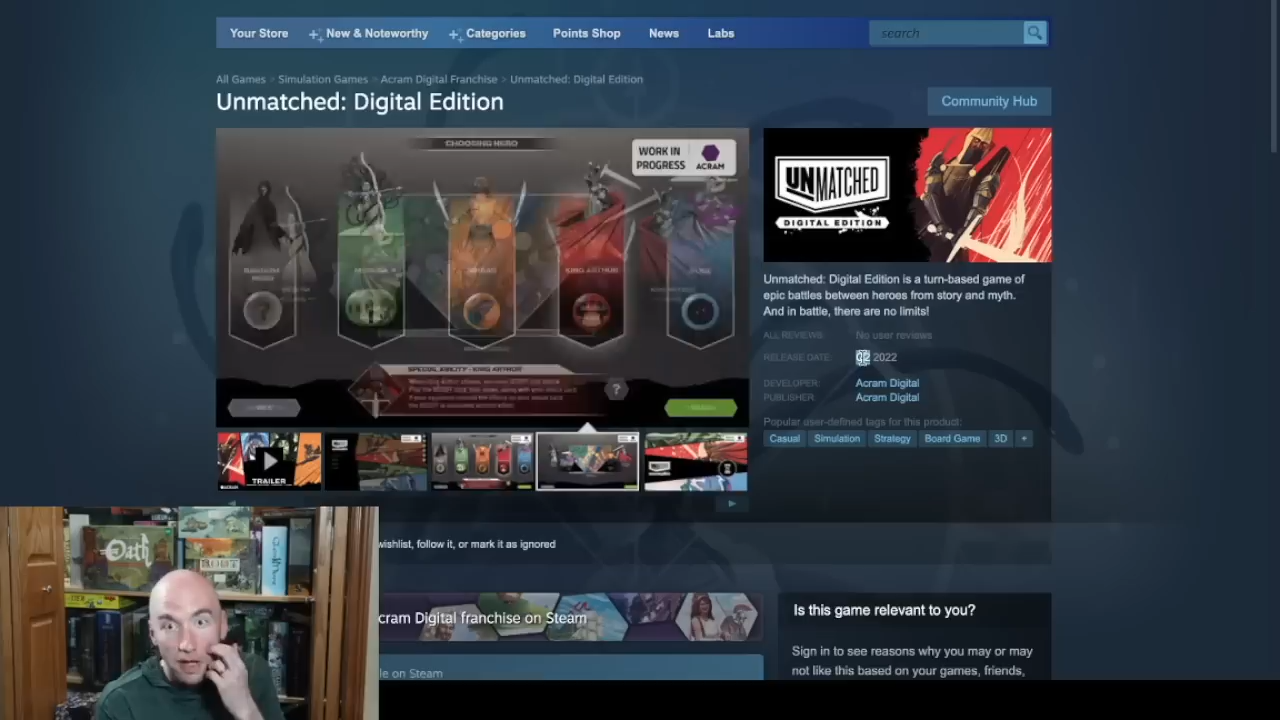 Your Store
New & Noteworthy
Categories
Points Shop
News
Labs
search
All Games > Simulation Games > Acram Digital Franchise > Unmatched: Digital Edition
Unmatched: Digital Edition
Community Hub
CHOOSING HERO
WORK IN
PROGRESS
ACRAM
KING ARTHUR
SPECIAL ABILITY - KING ARTHUR
?
TRAILER
UNMATCHED
DIGITAL EDITION
Unmatched: Digital Edition is a turn-based game of
epic battles between heroes from story and myth.
And in battle, there are no limits!
ALL REVIEWS: No user reviews
RELEASE DATE: Q2 2022
DEVELOPER: Acram Digital
PUBLISHER: Acram Digital
Popular user-defined tags for this product:
Casual
Simulation
Strategy
Board Game
3D
+
wishlist, follow it, or mark it as ignored
cram Digital franchise on Steam
le on Steam
Is this game relevant to you?
Sign in to see reasons why you may or may
not like this based on your games, friends,
Oath
ROOT